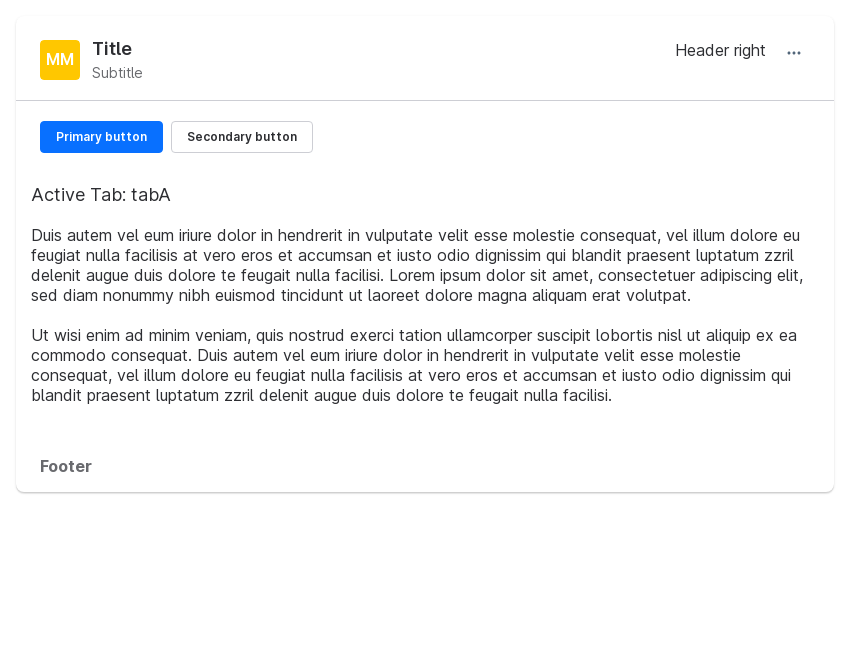 MM
Title
Subtitle
Header right
Primary button
Secondary button
Active Tab: tabA
Duis autem vel eum iriure dolor in hendrerit in vulputate velit esse molestie consequat, vel illum dolore eu
feugiat nulla facilisis at vero eros et accumsan et iusto odio dignissim qui blandit praesent luptatum zzril
delenit augue duis dolore te feugait nulla facilisi. Lorem ipsum dolor sit amet, consectetuer adipiscing elit,
sed diam nonummy nibh euismod tincidunt ut laoreet dolore magna aliquam erat volutpat.
Ut wisi enim ad minim veniam, quis nostrud exerci tation ullamcorper suscipit lobortis nisl ut aliquip ex ea
commodo consequat. Duis autem vel eum iriure dolor in hendrerit in vulputate velit esse molestie
consequat, vel illum dolore eu feugiat nulla facilisis at vero eros et accumsan et iusto odio dignissim qui
blandit praesent luptatum zzril delenit augue duis dolore te feugait nulla facilisi.
Footer